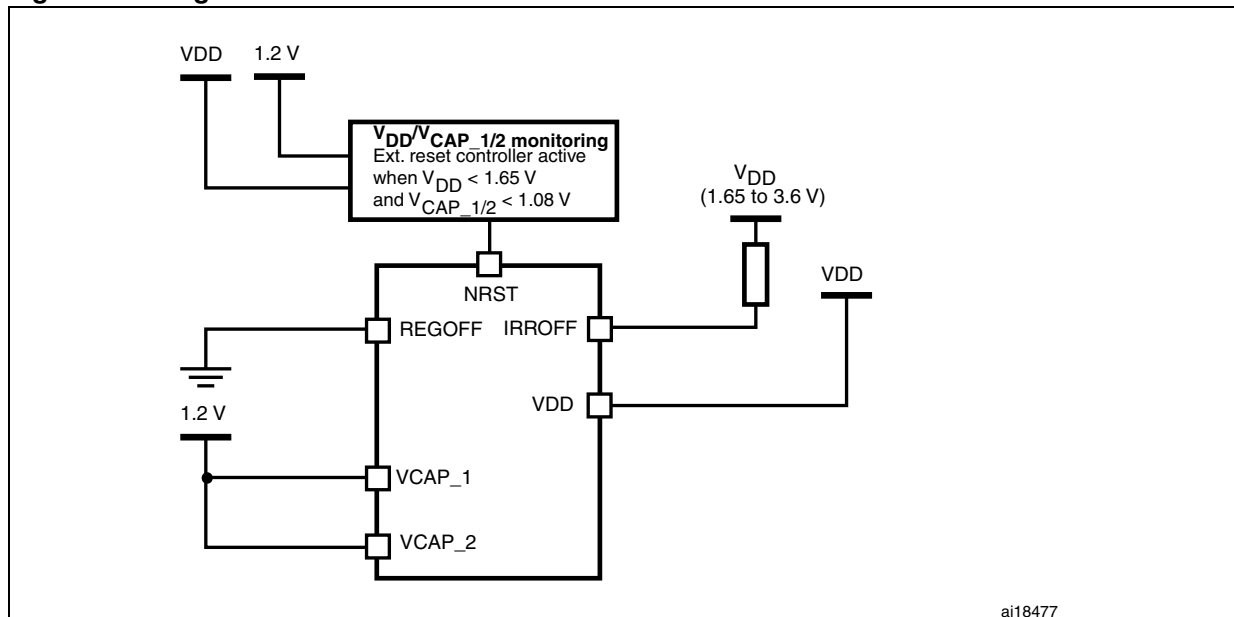 VDD 1.2 V
VDD/VCAP_1/2 monitoring
Ext. reset controller active
when VDD < 1.65 V
and VCAP_1/2 < 1.08 V
VDD
(1.65 to 3.6 V)
VDD
NRST
REGOFF IRROFF
1.2 V
VDD
VCAP_1
VCAP_2
ai18477